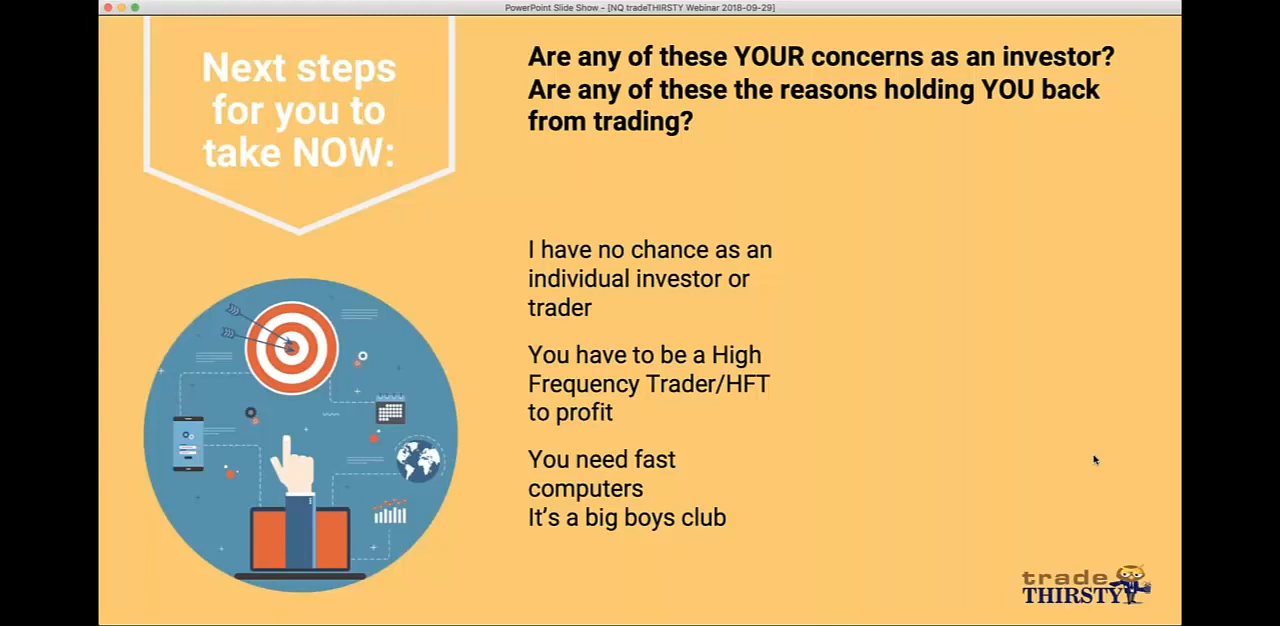 PowerPoint Slide Show - [NQ tradeTHIRSTY Webinar 2018-09-29]
Next steps
for you to
take NOW:
Are any of these YOUR concerns as an investor?
Are any of these the reasons holding YOU back
from trading?
I have no chance as an
individual investor or
trader
You have to be a High
Frequency Trader/HFT
to profit
You need fast
computers
It's a big boys club
trade
THIRSTY